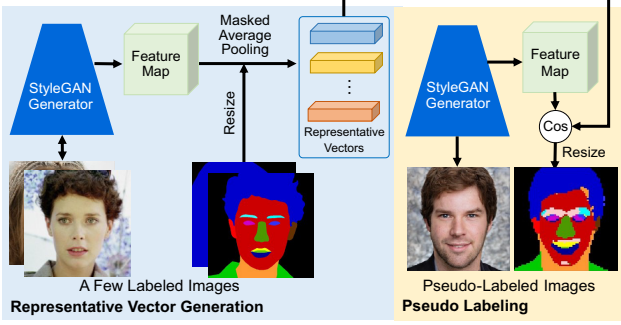 Masked
Average
Pooling
StyleGAN
Generator
Feature
Map
Resize
⋮
Representative
Vectors
A Few Labeled Images
Representative Vector Generation
StyleGAN
Generator
Feature
Map
Cos
Resize
Pseudo-Labeled Images
Pseudo Labeling